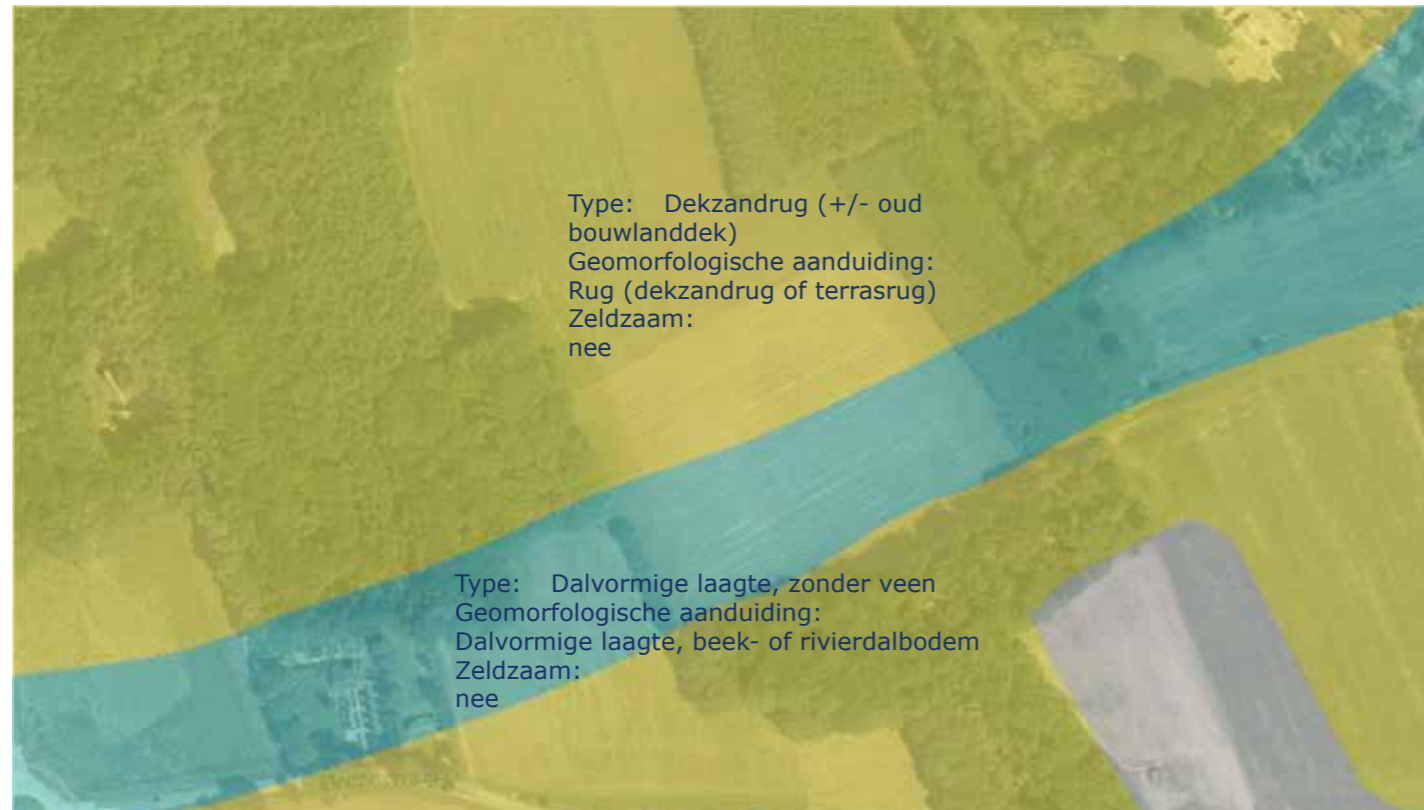 Type: Dekzandrug (+/- oud
bouwlanddek)
Geomorfologische aanduiding:
Rug (dekzandrug of terrasrug)
Zeldzaam:
nee
Type: Dalvormige laagte, zonder veen
Geomorfologische aanduiding:
Dalvormige laagte, beek- of rivierdalbodem
Zeldzaam:
nee